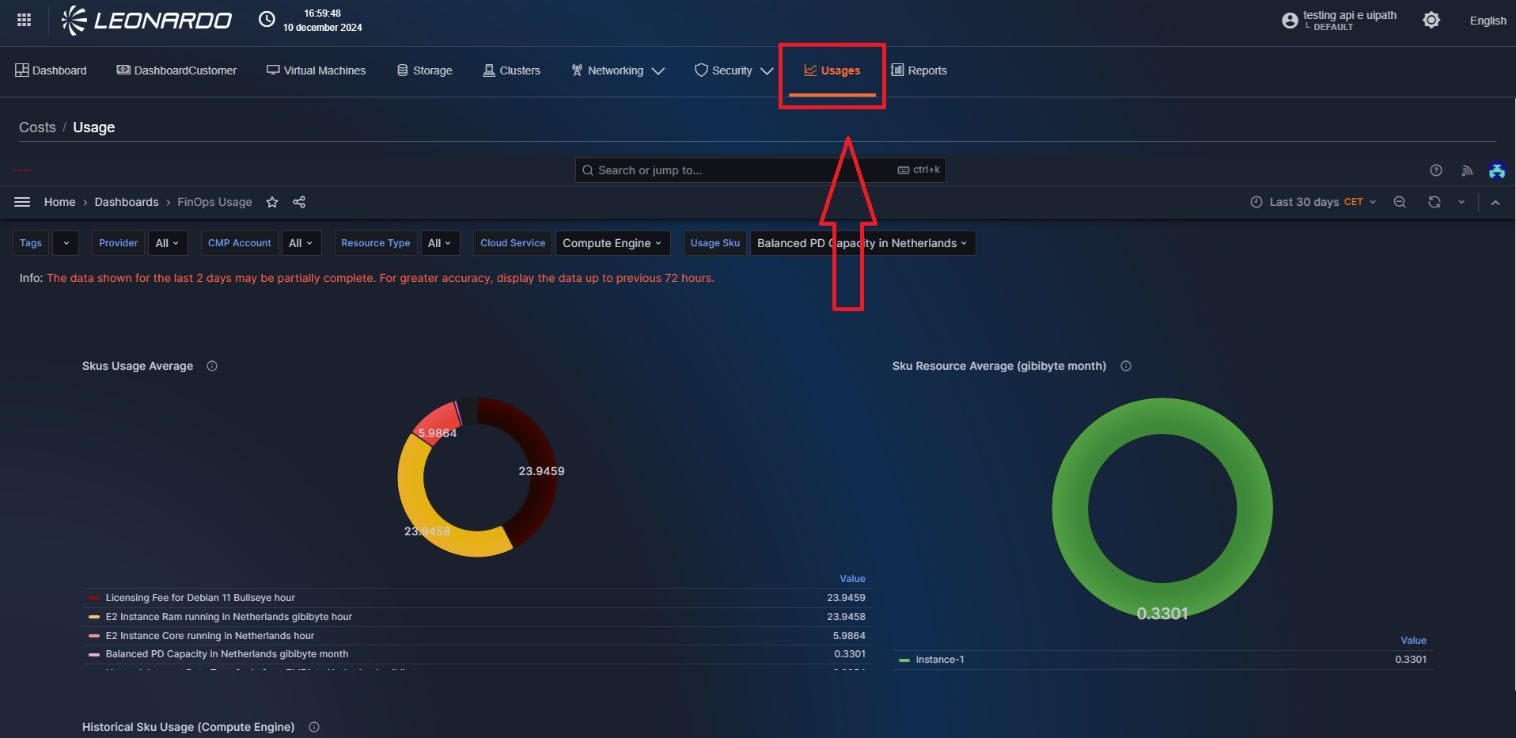 LEONARDO
16:59:48
10 december 2024
testing api e uipath
DEFAULT
English
Dashboard DashboardCustomer Virtual Machines Storage Clusters Networking Security Usages Reports
Costs / Usage
Search or jump to... ctrl+k
Home › Dashboards › FinOps Usage Last 30 days CET
Tags Provider All CMP Account All Resource Type All Cloud Service Compute Engine Usage Sku Balanced PD Capacity in Netherlands
Info: The data shown for the last 2 days may be partially complete. For greater accuracy, display the data up to previous 72 hours.
Skus Usage Average
5.9864
23.9459
23.9458
Value
Licensing Fee for Debian 11 Bullseye hour 23.9459
E2 Instance Ram running in Netherlands gibibyte hour 23.9458
E2 Instance Core running in Netherlands hour 5.9864
Balanced PD Capacity in Netherlands gibibyte month 0.3301
Sku Resource Average (gibibyte month)
0.3301
Value
instance-1 0.3301
Historical Sku Usage (Compute Engine)